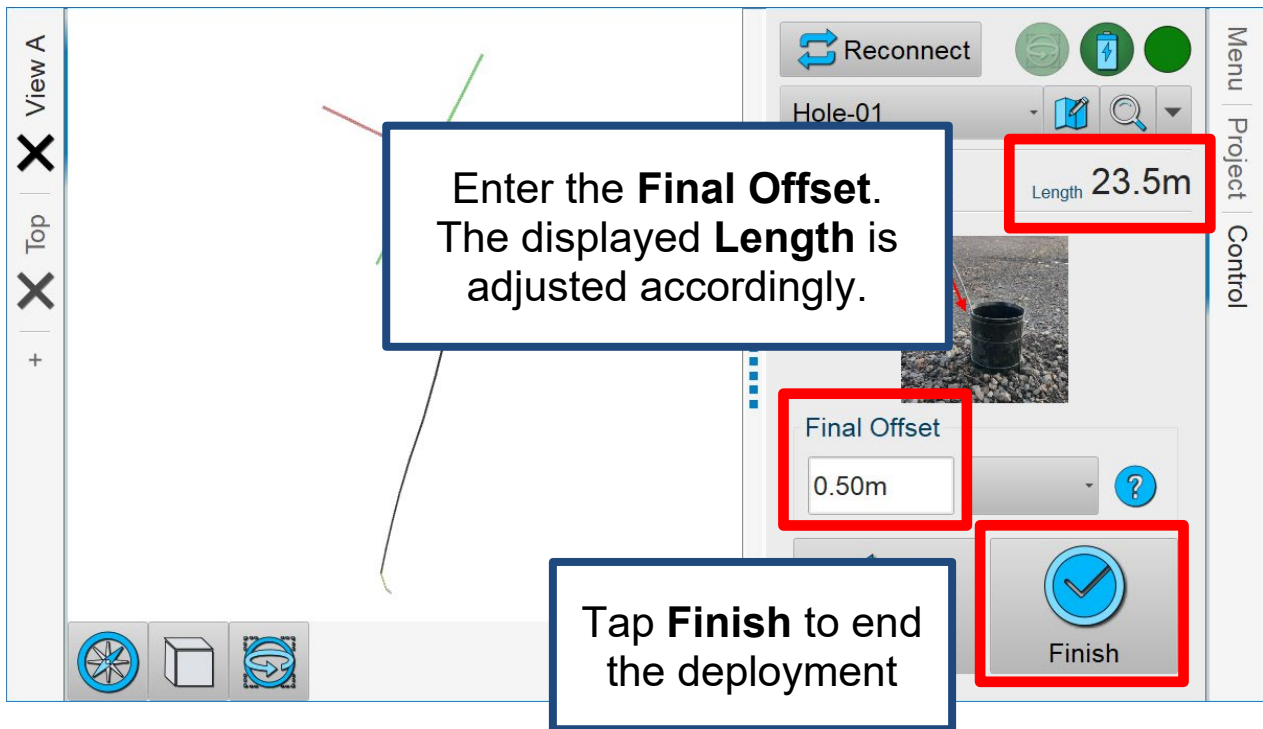 View A
Top
+
Reconnect
Hole-01
Length 23.5m
Enter the Final Offset.
The displayed Length is
adjusted accordingly.
Final Offset
0.50m
?
Tap Finish to end
the deployment
Finish
Menu
Project
Control